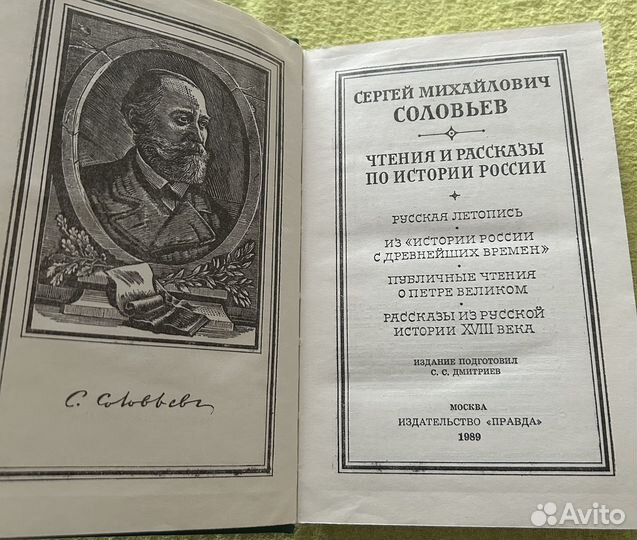 С. Соловьевъ
СЕРГЕЙ МИХАЙЛОВИЧ
СОЛОВЬЕВ
ЧТЕНИЯ И РАССКАЗЫ
ПО ИСТОРИИ РОССИИ
РУССКАЯ ЛЕТОПИСЬ
ИЗ «ИСТОРИИ РОССИИ
С ДРЕВНЕЙШИХ ВРЕМЕН»
ПУБЛИЧНЫЕ ЧТЕНИЯ
О ПЕТРЕ ВЕЛИКОМ
РАССКАЗЫ ИЗ РУССКОЙ
ИСТОРИИ XVIII ВЕКА
ИЗДАНИЕ ПОДГОТОВИЛ
С. С. ДМИТРИЕВ
МОСКВА
ИЗДАТЕЛЬСТВО «ПРАВДА»
1989
Avito